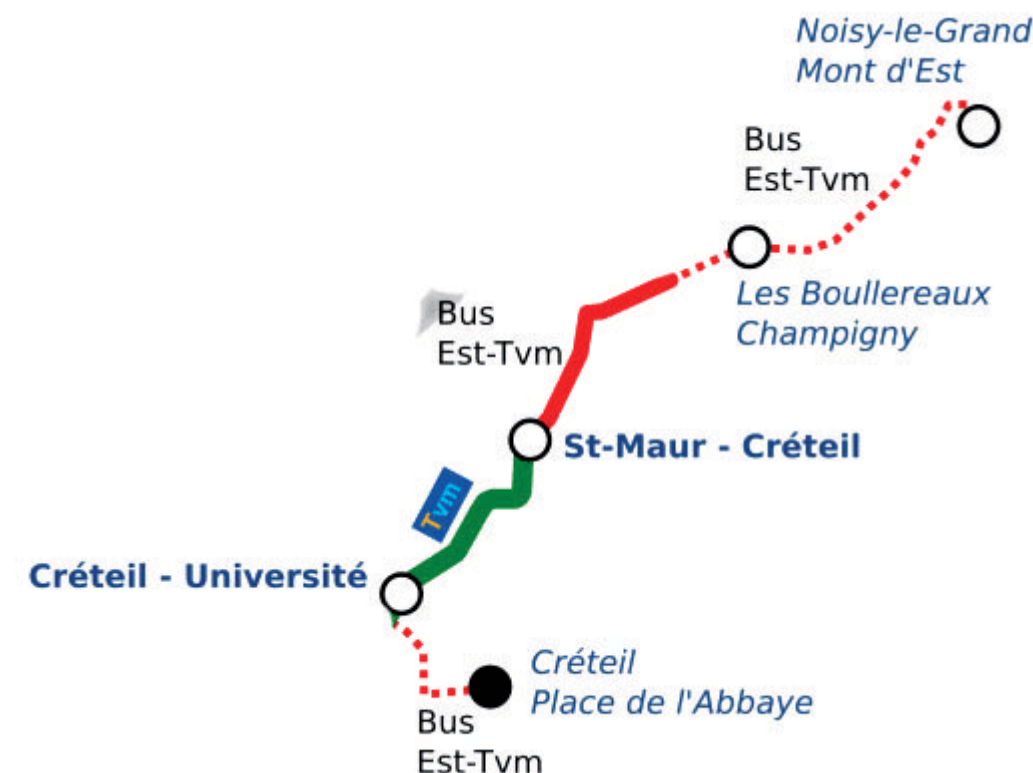 Noisy-le-Grand
Mont d'Est
Bus
Est-Tvm
Les Boullereaux
Champigny
Bus
Est-Tvm
St-Maur - Créteil
Tvm
Créteil - Université
Créteil
Place de l'Abbaye
Bus
Est-Tvm